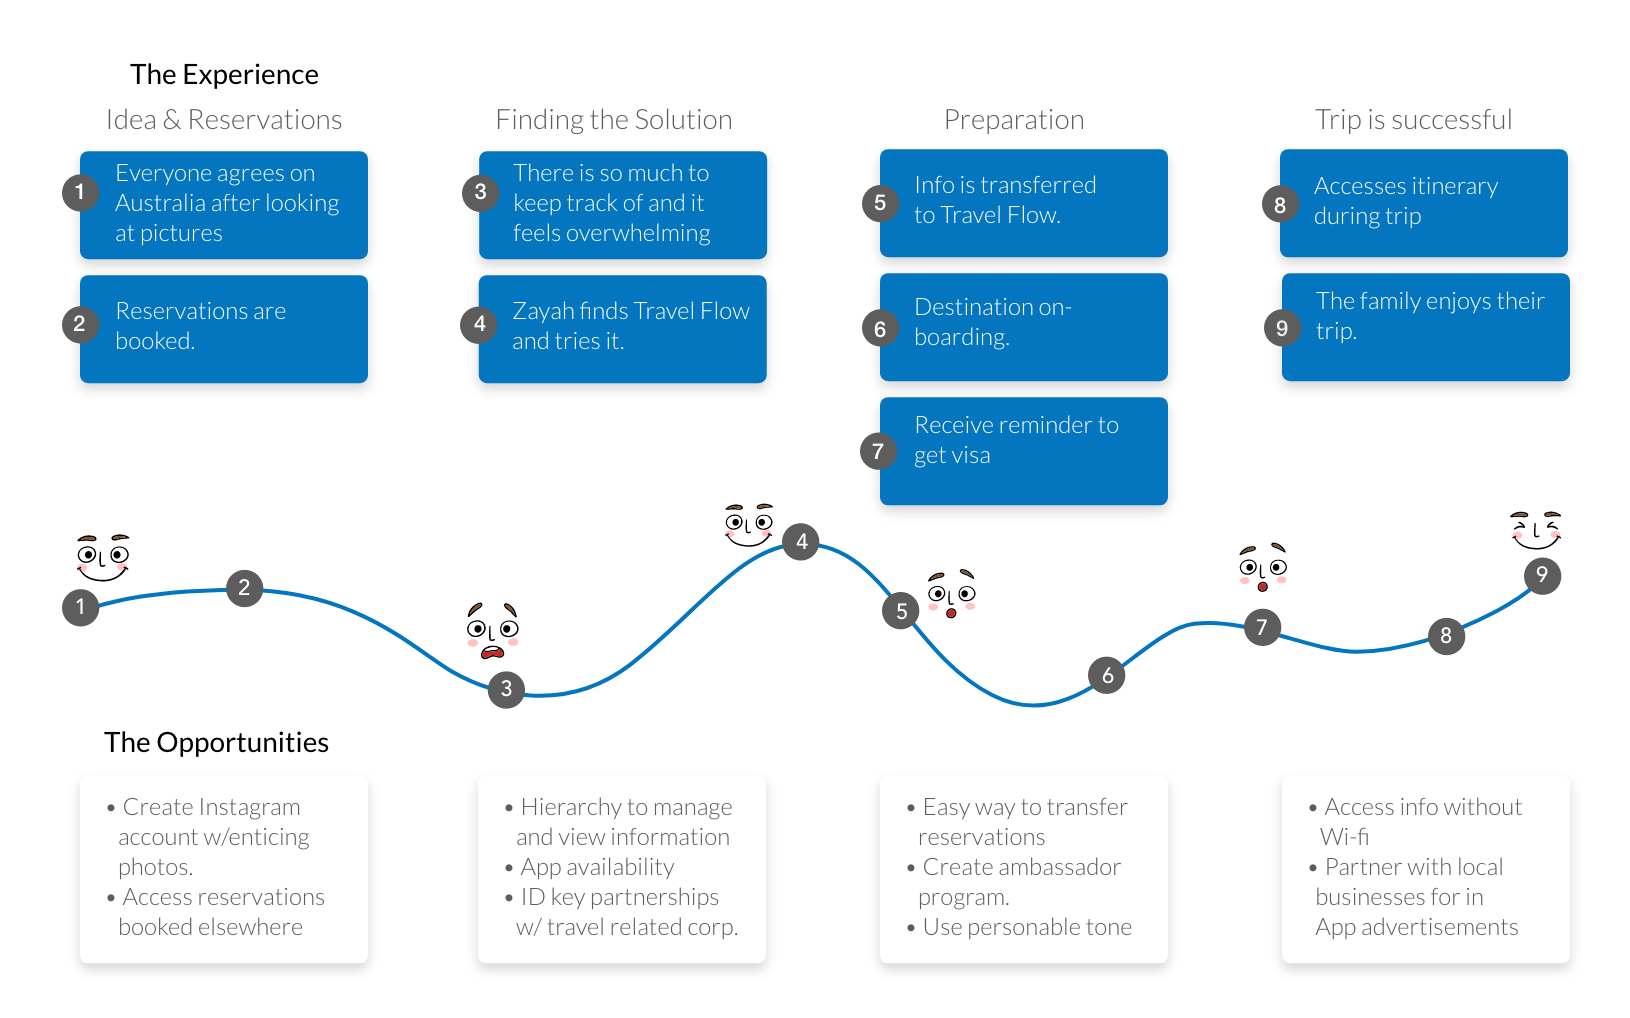 The Experience
Idea & Reservations
1
Everyone agrees on
Australia after looking
at pictures
2
Reservations are
booked.
Finding the Solution
3
There is so much to
keep track of and it
feels overwhelming
4
Zayah finds Travel Flow
and tries it.
Preparation
5
Info is transferred
to Travel Flow.
6
Destination on-
boarding.
7
Receive reminder to
get visa
Trip is successful
8
Accesses itinerary
during trip
9
The family enjoys their
trip.
1
2
3
4
5
6
7
8
9
The Opportunities
• Create Instagram
account w/enticing
photos.
• Access reservations
booked elsewhere
• Hierarchy to manage
and view information
• App availability
• ID key partnerships
w/ travel related corp.
• Easy way to transfer
reservations
• Create ambassador
program.
• Use personable tone
• Access info without
Wi-fi
• Partner with local
businesses for in
App advertisements